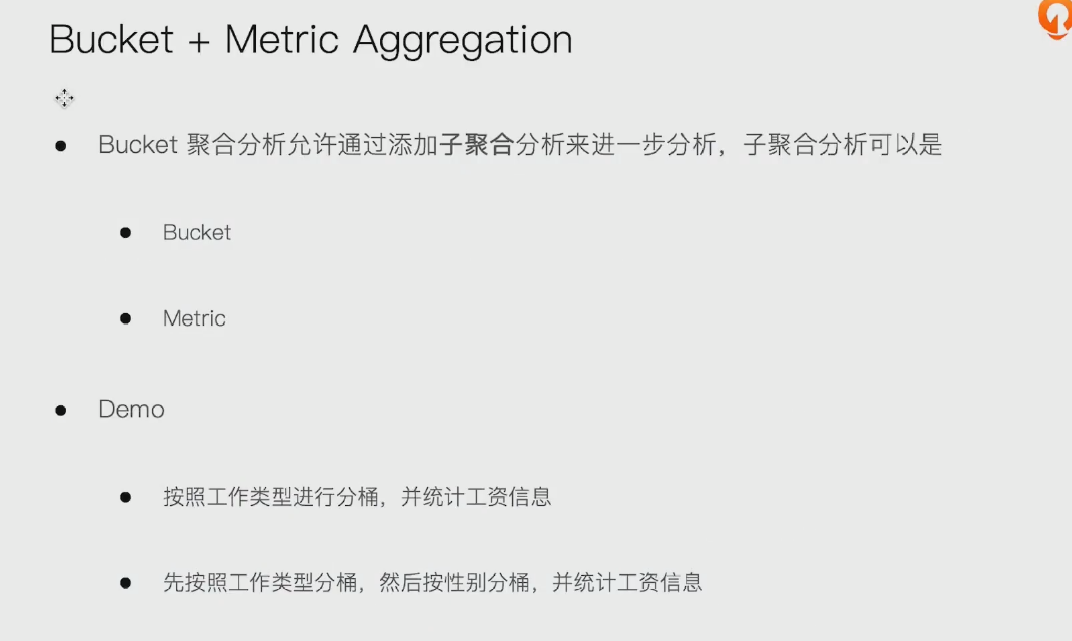 Bucket + Metric Aggregation
Bucket 聚合分析允许通过添加子聚合分析来进一步分析，子聚合分析可以是
Bucket
Metric
Demo
按照工作类型进行分桶，并统计工资信息
先按照工作类型分桶，然后按性别分桶，并统计工资信息